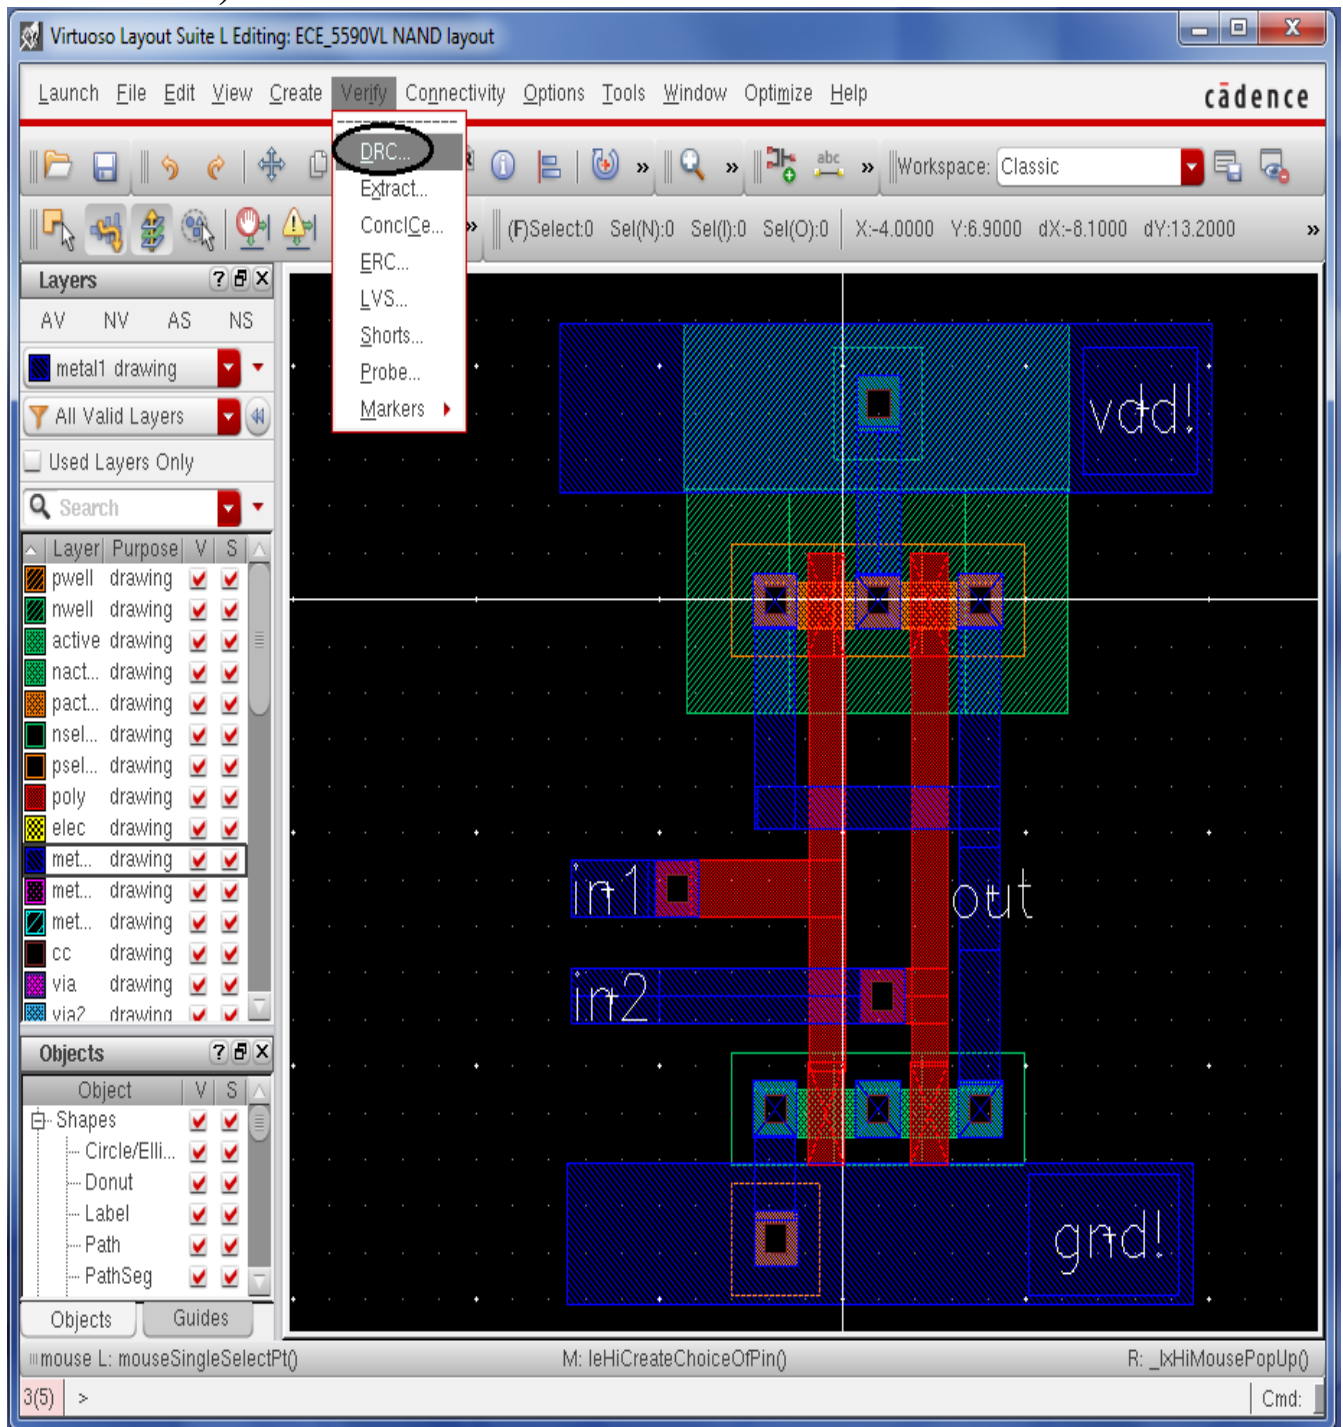 Virtuoso Layout Suite L Editing: ECE_5590VL NAND layout
Launch File Edit View Create Verify Connectivity Options Tools Window Optimize Help cādence
DRC...
Extract...
ConclCe...
ERC...
LVS...
Shorts...
Probe...
Markers
abc
» » » Workspace: Classic
» (F)Select:0 Sel(N):0 Sel(I):0 Sel(O):0 X:-4.0000 Y:6.9000 dX:-8.1000 dY:13.2000 »
Layers
AV NV AS NS
metal1 drawing
All Valid Layers
Used Layers Only
Search
Layer Purpose V S
pwell drawing
nwell drawing
active drawing
nact... drawing
pact... drawing
nsel... drawing
psel... drawing
poly drawing
elec drawing
met... drawing
met... drawing
met... drawing
cc drawing
via drawing
via2 drawing
Objects
Object V S
Shapes
Circle/Elli...
Donut
Label
Path
PathSeg
Objects Guides
vdd!
in1
out
in2
gnd!
mouse L: mouseSingleSelectPt() M: leHiCreateChoiceOfPin() R: _lxHiMousePopUp()
3(5) > Cmd: